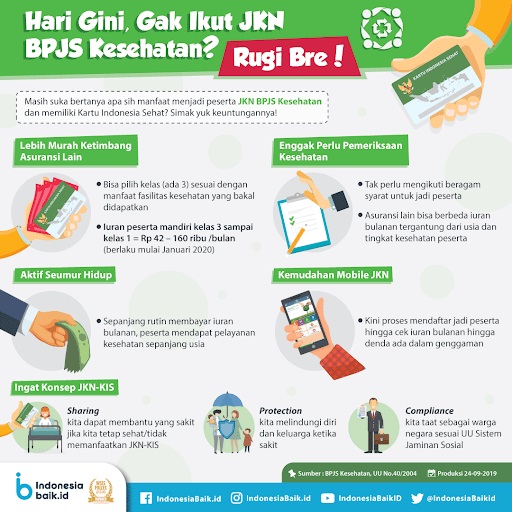 Hari Gini, Gak Ikut JKN
BPJS Kesehatan?
Rugi Bre !
KARTU INDONESIA SEHAT
Masih suka bertanya apa sih manfaat menjadi peserta JKN BPJS Kesehatan
dan memiliki Kartu Indonesia Sehat? Simak yuk keuntungannya!
Lebih Murah Ketimbang
Asuransi Lain
• Bisa pilih kelas (ada 3) sesuai dengan
manfaat fasilitas kesehatan yang bakal
didapatkan
• Iuran peserta mandiri kelas 3 sampai
kelas 1 = Rp 42 – 160 ribu /bulan
(berlaku mulai Januari 2020)
Enggak Perlu Pemeriksaan
Kesehatan
• Tak perlu mengikuti beragam
syarat untuk jadi peserta
• Asuransi lain bisa berbeda iuran
bulanan tergantung dari usia dan
tingkat kesehatan peserta
Aktif Seumur Hidup
• Sepanjang rutin membayar iuran
bulanan, peserta mendapat pelayanan
kesehatan sepanjang usia
Kemudahan Mobile JKN
• Kini proses mendaftar jadi peserta
hingga cek iuran bulanan hingga
denda ada dalam genggaman
Ingat Konsep JKN-KIS
Sharing
kita dapat membantu yang sakit
jika kita tetap sehat/tidak
memanfaatkan JKN-KIS
Protection
kita melindungi diri
dan keluarga ketika
sakit
Compliance
kita taat sebagai warga
negara sesuai UU Sistem
Jaminan Sosial
Sumber : BPJS Kesehatan, UU No.40/2004
Produksi 24-09-2019
Indonesia
baik.id
IndonesiaBaik.id
IndonesiaBaik.id
IndonesiaBaikID
@IndonesiaBaikID